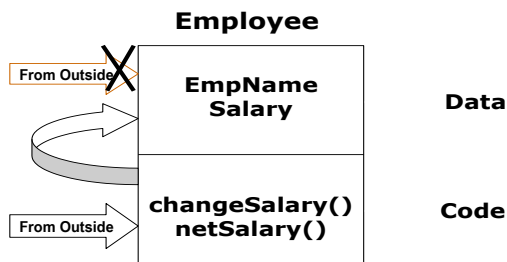 Employee
From Outside
EmpName
Salary
Data
changeSalary()
netSalary()
Code
From Outside